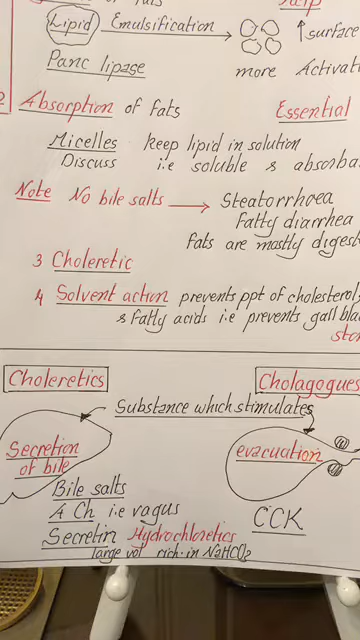 of fats
Lipid Emulsification ↑ surface
Panc lipase more Activat
Absorption of fats Essential
Micelles keep lipid in solution
Discuss i.e soluble & absorba
Note No bile salts → Steatorrhoea
Fatty diarrhea
fats are mostly digest
3 Choleretic
4 Solvent action prevents ppt of cholesterol
& fatty acids i.e prevents gall bla
sto
Choleretics Cholagogues
Substance which stimulates
Secretion of bile evacuation
Bile salts
A Ch i.e vagus CCK
Secretin Hydrocholeretics
large vol rich in NaHCO3